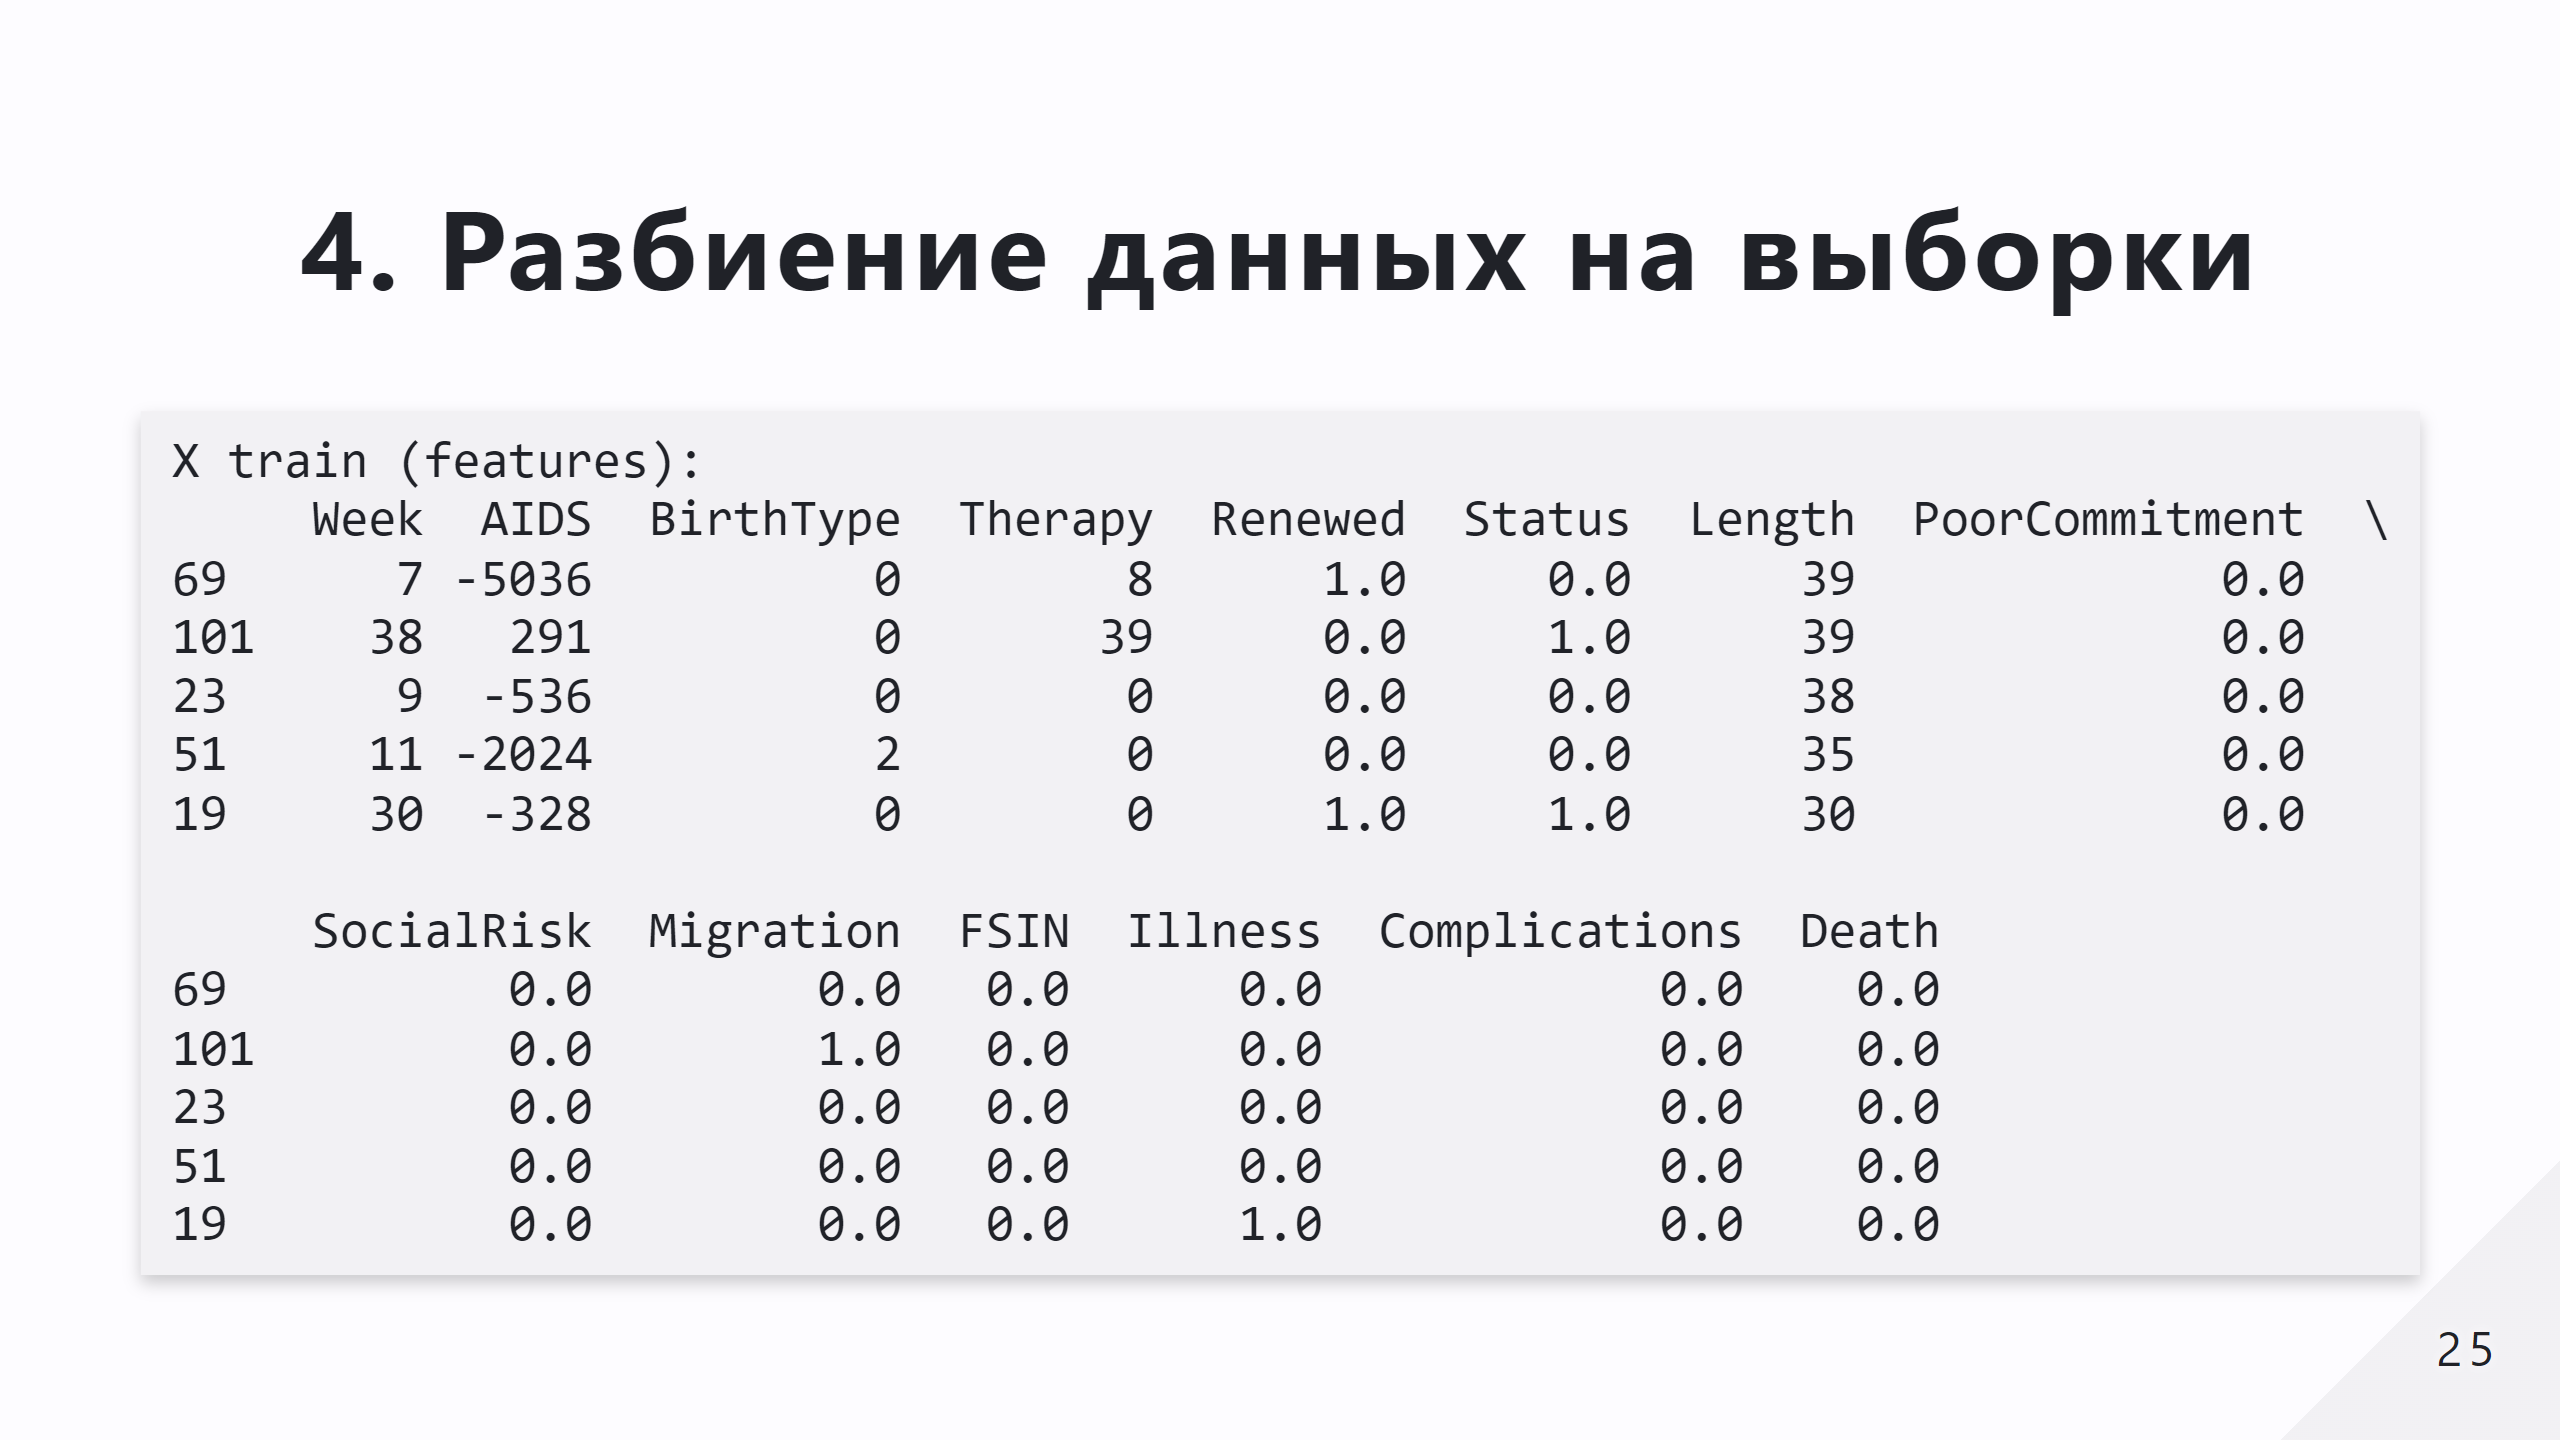 4. Разбиение данных на выборки
X train (features):
     Week  AIDS  BirthType  Therapy  Renewed  Status  Length  PoorCommitment  \
69      7 -5036          0        8      1.0     0.0      39             0.0
101    38   291          0       39      0.0     1.0      39             0.0
23      9  -536          0        0      0.0     0.0      38             0.0
51     11 -2024          2        0      0.0     0.0      35             0.0
19     30  -328          0        0      1.0     1.0      30             0.0
     SocialRisk  Migration  FSIN  Illness  Complications  Death
69          0.0        0.0   0.0      0.0            0.0    0.0
101         0.0        1.0   0.0      0.0            0.0    0.0
23          0.0        0.0   0.0      0.0            0.0    0.0
51          0.0        0.0   0.0      0.0            0.0    0.0
19          0.0        0.0   0.0      1.0            0.0    0.0
25